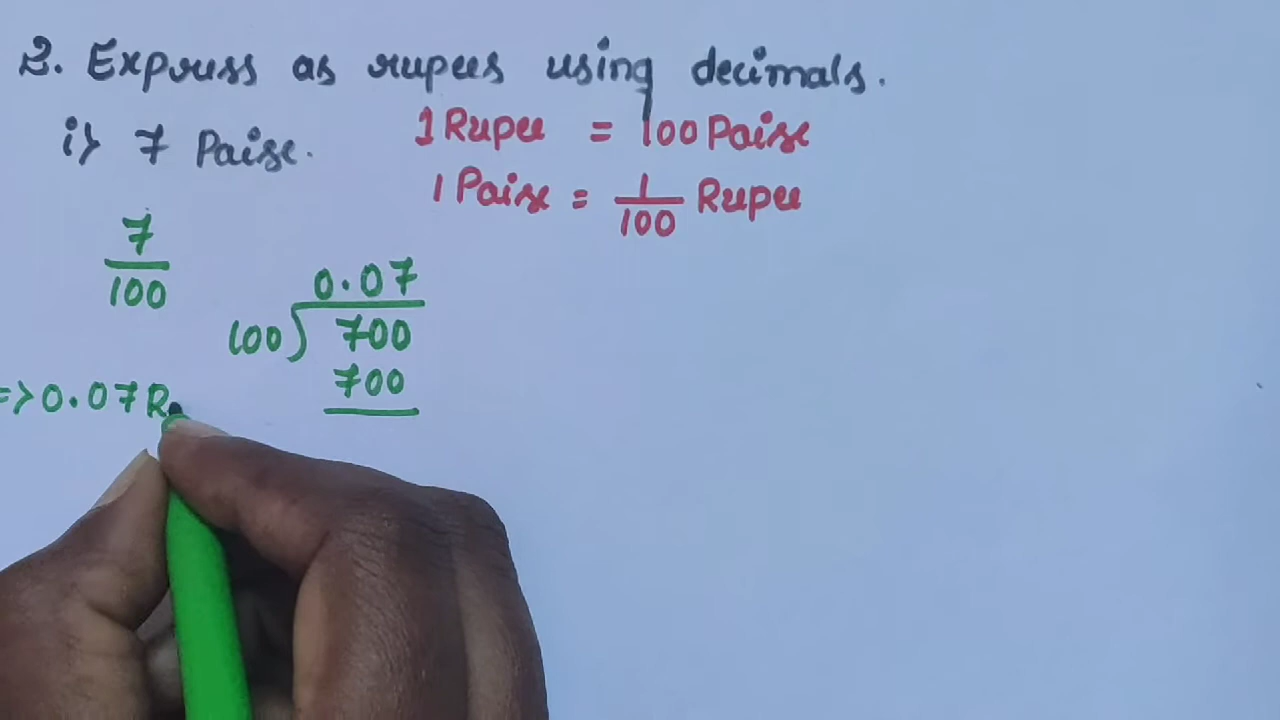 2. Express as rupees using decimals.
i) 7 Paise.
1 Rupee = 100 Paise
1 Paise = 1/100 Rupee
7/100
0.07
100) 700
700
=> 0.07 R